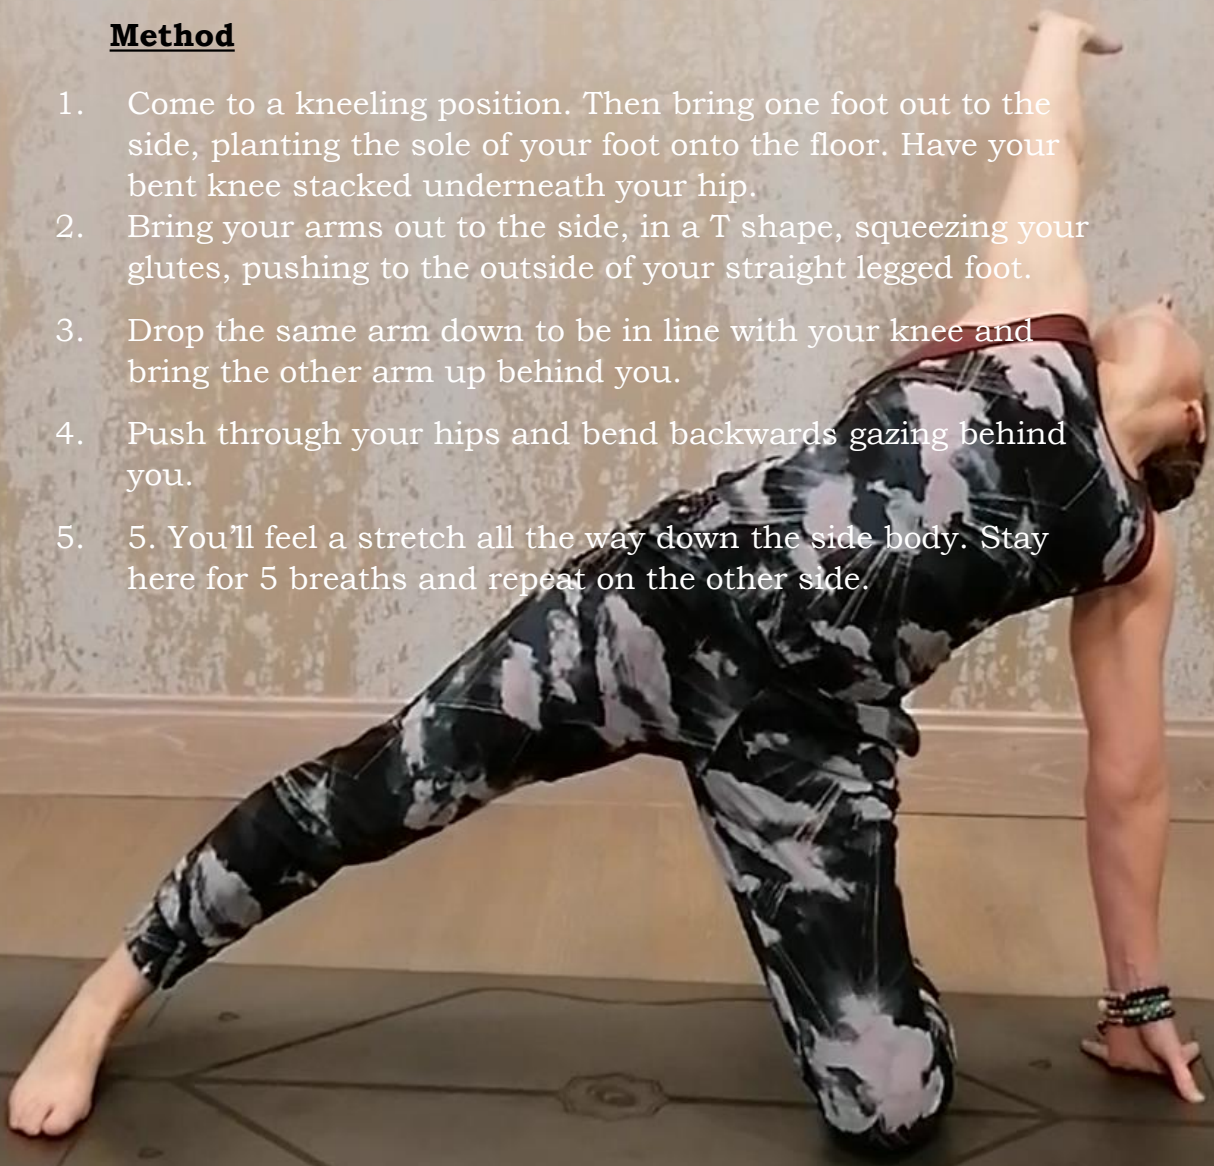 Method
1. Come to a kneeling position. Then bring one foot out to the
side, planting the sole of your foot onto the floor. Have your
bent knee stacked underneath your hip.
2. Bring your arms out to the side, in a T shape, squeezing your
glutes, pushing to the outside of your straight legged foot.
3. Drop the same arm down to be in line with your knee and
bring the other arm up behind you.
4. Push through your hips and bend backwards gazing behind
you.
5. 5. You’ll feel a stretch all the way down the side body. Stay
here for 5 breaths and repeat on the other side.